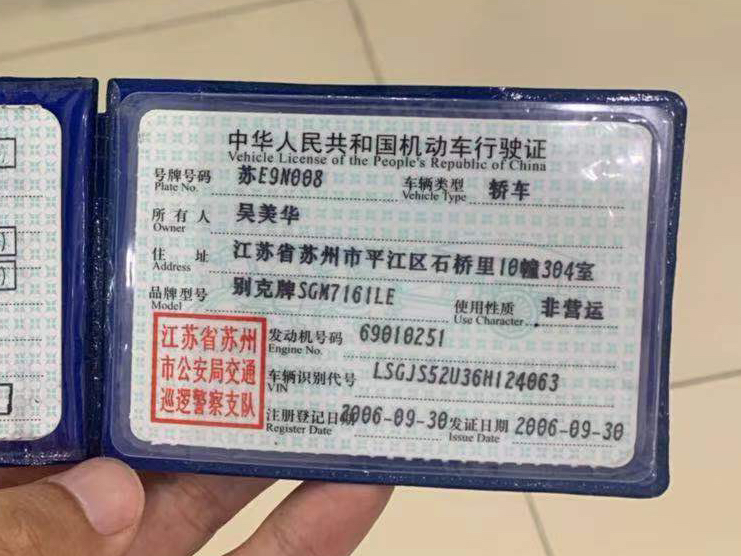 中华人民共和国机动车行驶证
Vehicle License of the People's Republic of China
号牌号码 苏E9N008 车辆类型 轿车
Plate No. Vehicle Type
所有人 吴美华
Owner
住址 江苏省苏州市平江区石桥里10幢304室
Address
品牌型号 别克牌SGM7161LE 使用性质 非营运
Model Use Character
江苏省苏州
市公安局交通
巡逻警察支队
发动机号码 69010251
Engine No.
车辆识别代号 LSGJS52U36H124063
VIN
注册登记日期 2006-09-30 发证日期 2006-09-30
Register Date Issue Date